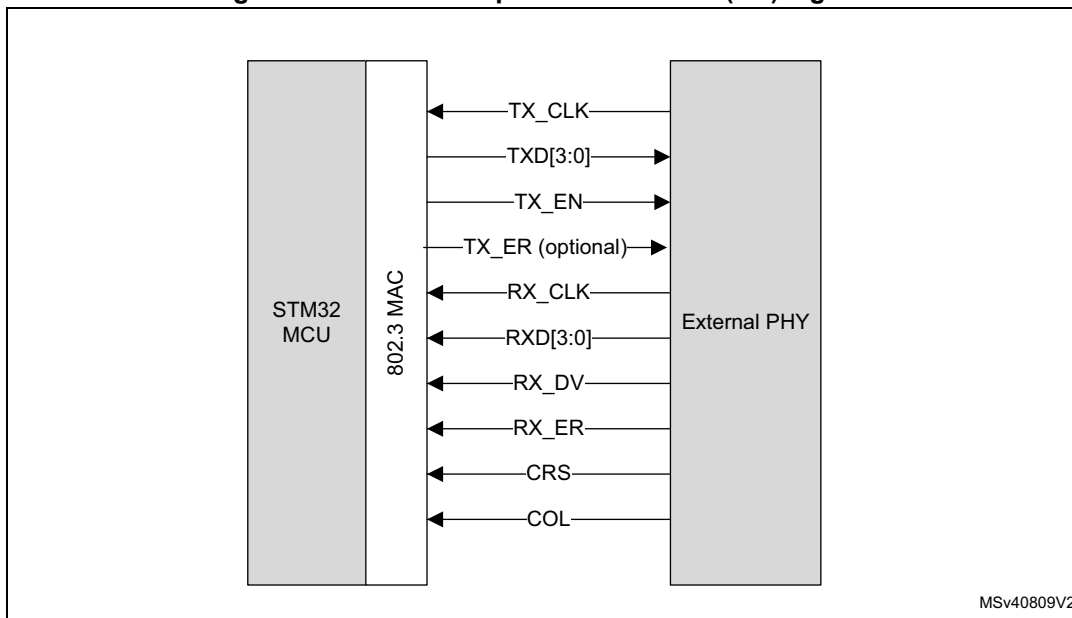 TX_CLK
TXD[3:0]
TX_EN
TX_ER (optional)
RX_CLK
RXD[3:0]
RX_DV
RX_ER
CRS
COL
STM32
MCU
802.3 MAC
External PHY
MSv40809V2